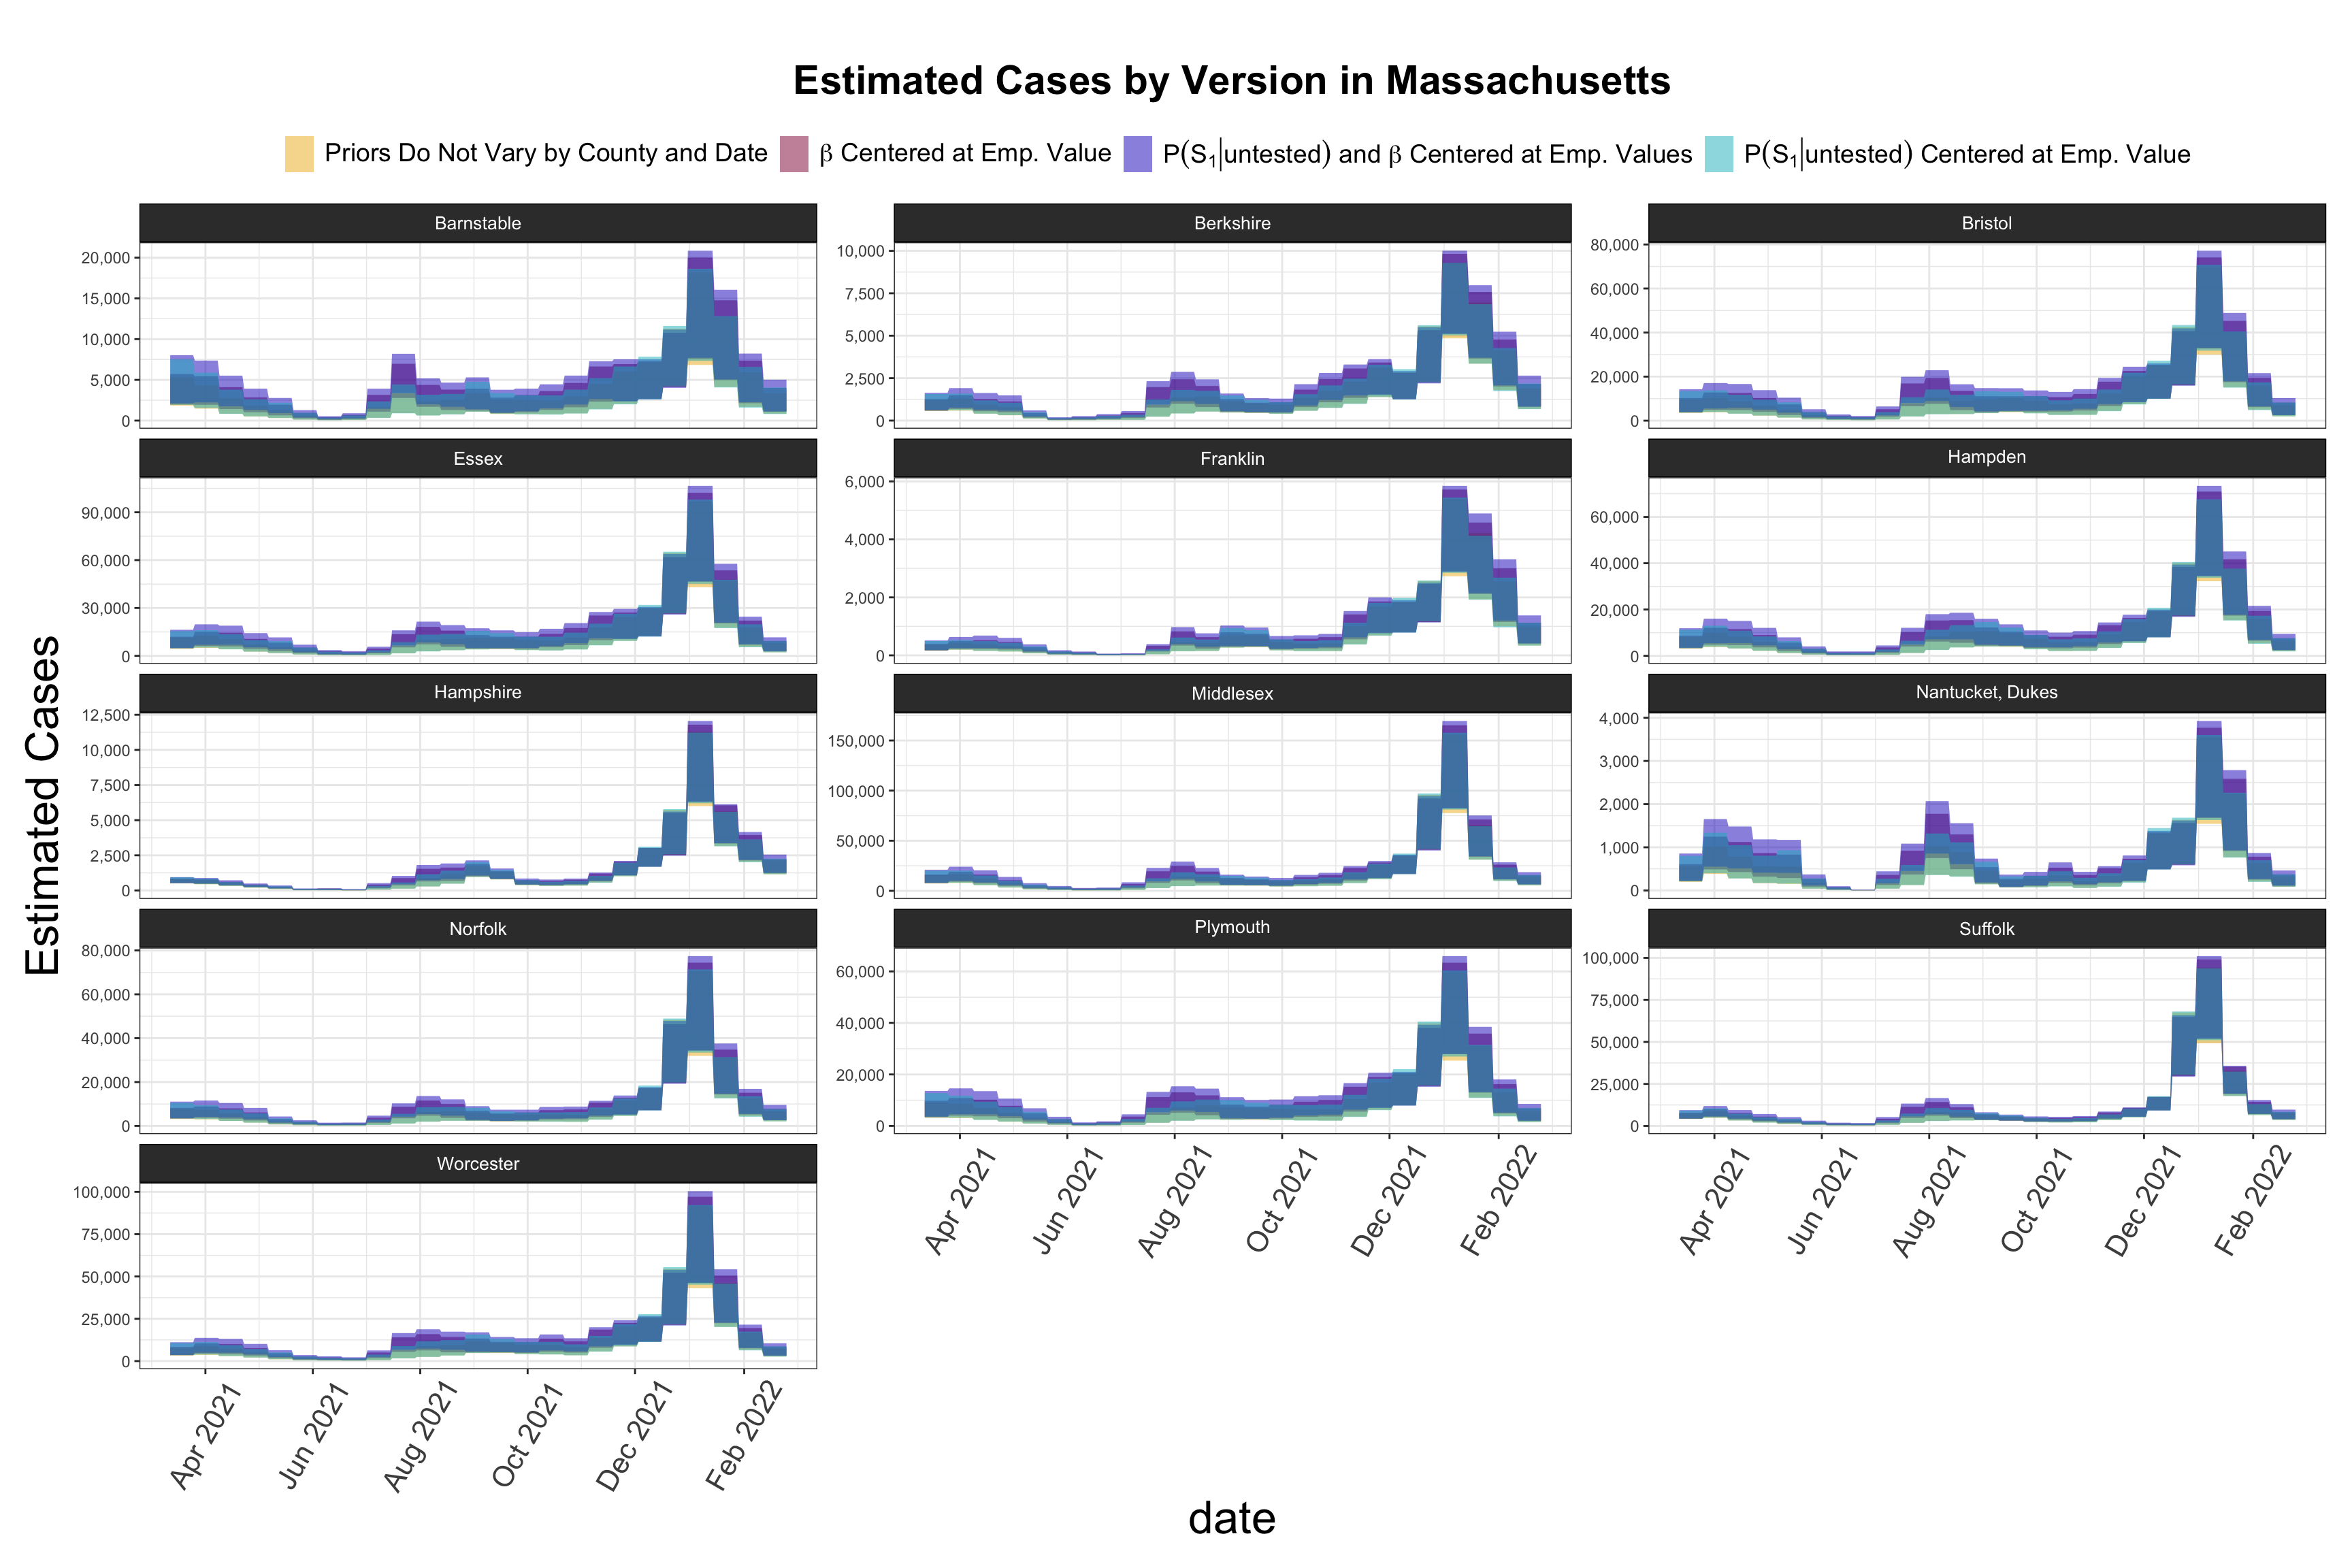 Estimated Cases by Version in Massachusetts
Priors Do Not Vary by County and Date β Centered at Emp. Value P(S₁|untested) and β Centered at Emp. Values P(S₁|untested) Centered at Emp. Value
Estimated Cases
Barnstable Berkshire Bristol
20,000 15,000 10,000 5,000 0
10,000 7,500 5,000 2,500 0
80,000 60,000 40,000 20,000 0
Essex Franklin Hampden
90,000 60,000 30,000 0
6,000 4,000 2,000 0
60,000 40,000 20,000 0
Hampshire Middlesex Nantucket, Dukes
12,500 10,000 7,500 5,000 2,500 0
150,000 100,000 50,000 0
4,000 3,000 2,000 1,000 0
Norfolk Plymouth Suffolk
80,000 60,000 40,000 20,000 0
60,000 40,000 20,000 0
100,000 75,000 50,000 25,000 0
Apr 2021 Jun 2021 Aug 2021 Oct 2021 Dec 2021 Feb 2022
Apr 2021 Jun 2021 Aug 2021 Oct 2021 Dec 2021 Feb 2022
Worcester
100,000 75,000 50,000 25,000 0
Apr 2021 Jun 2021 Aug 2021 Oct 2021 Dec 2021 Feb 2022
date